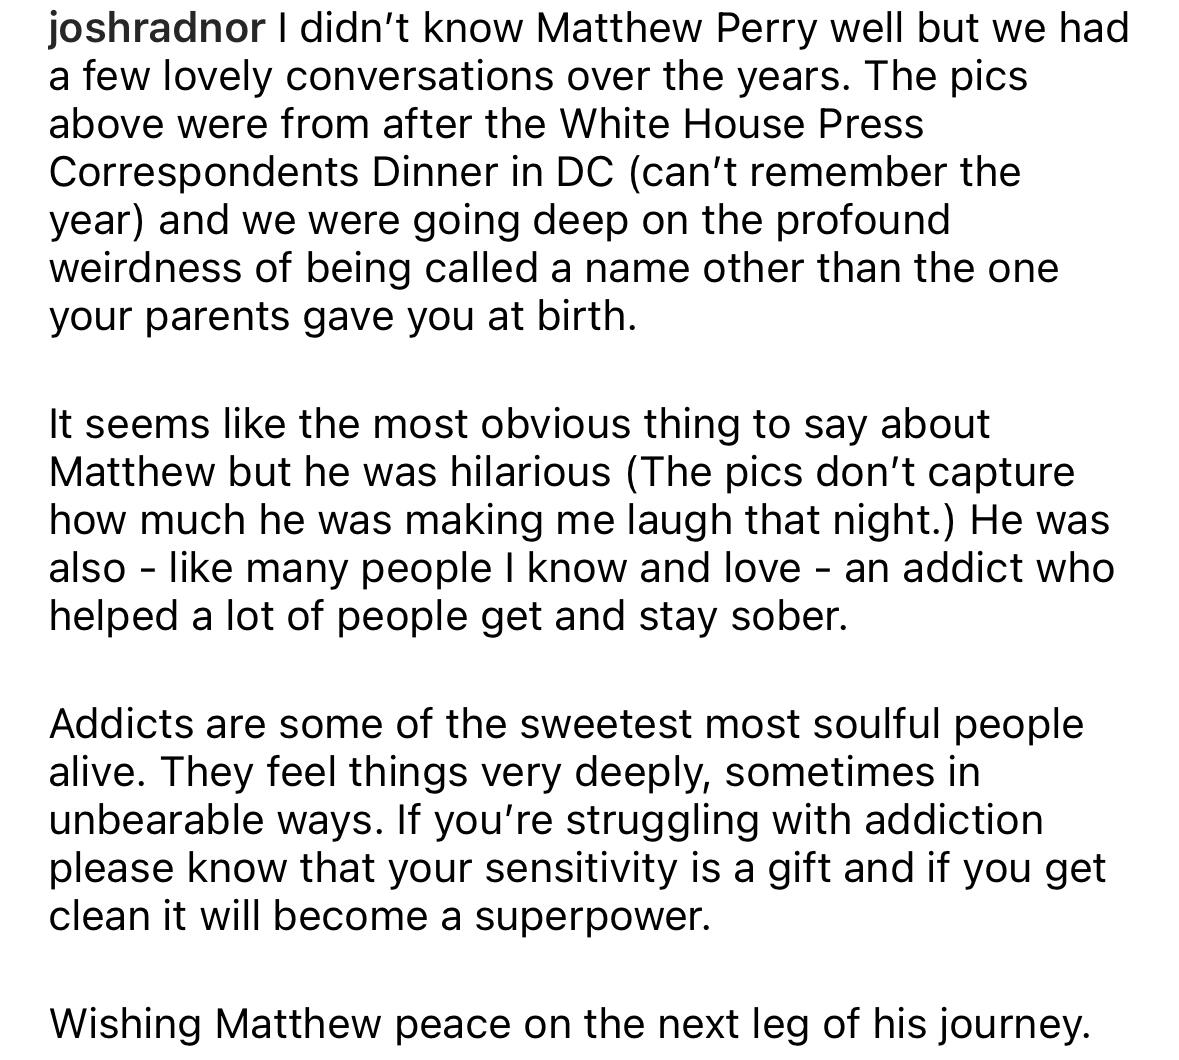 joshradnor I didn’t know Matthew Perry well but we had
a few lovely conversations over the years. The pics
above were from after the White House Press
Correspondents Dinner in DC (can’t remember the
year) and we were going deep on the profound
weirdness of being called a name other than the one
your parents gave you at birth.
It seems like the most obvious thing to say about
Matthew but he was hilarious (The pics don’t capture
how much he was making me laugh that night.) He was
also - like many people I know and love - an addict who
helped a lot of people get and stay sober.
Addicts are some of the sweetest most soulful people
alive. They feel things very deeply, sometimes in
unbearable ways. If you’re struggling with addiction
please know that your sensitivity is a gift and if you get
clean it will become a superpower.
Wishing Matthew peace on the next leg of his journey.